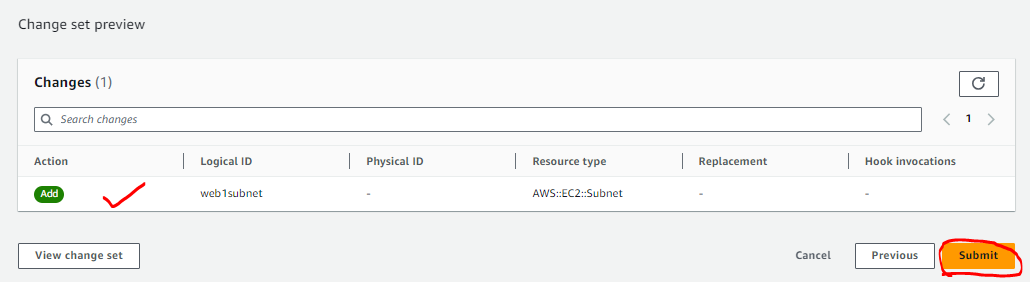 Change set preview
Changes (1)
Search changes
1
Action Logical ID Physical ID Resource type Replacement Hook invocations
Add web1subnet - AWS::EC2::Subnet - -
View change set Cancel Previous Submit